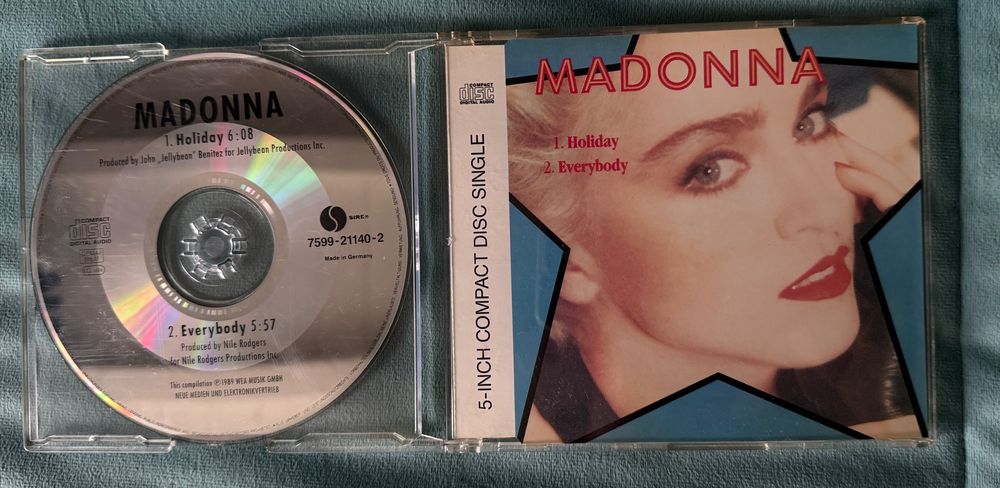 MADONNA
1. Holiday 6:08
Produced by John „Jellybean" Benitez for Jellybean Productions Inc.
COMPACT
disc
DIGITAL AUDIO
SIRE®
7599-21140-2
Made in Germany
2. Everybody 5:57
Produced by Nile Rodgers
for Nile Rodgers Productions Inc.
This compilation ℗1989 WEA MUSIK GMBH
NEUE MEDIEN UND ELEKTRONIKVERTRIEB
COMPACT
disc
DIGITAL AUDIO
5-INCH COMPACT DISC SINGLE
MADONNA
1. Holiday
2. Everybody